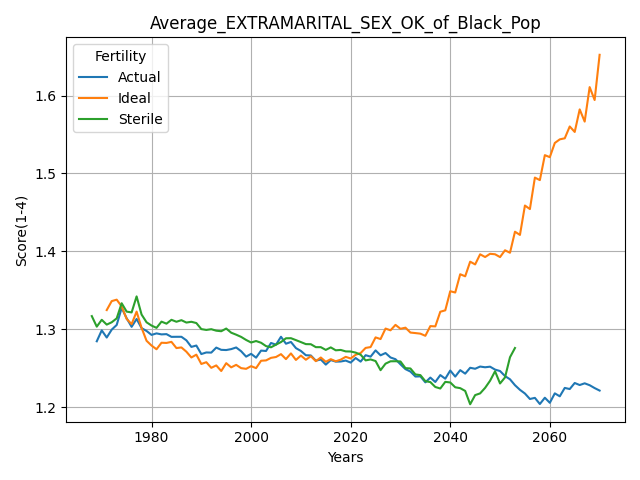 Average_EXTRAMARITAL_SEX_OK_of_Black_Pop
Fertility
Actual
Ideal
Sterile
Score(1-4)
1.6
1.5
1.4
1.3
1.2
1980
2000
2020
2040
2060
Years